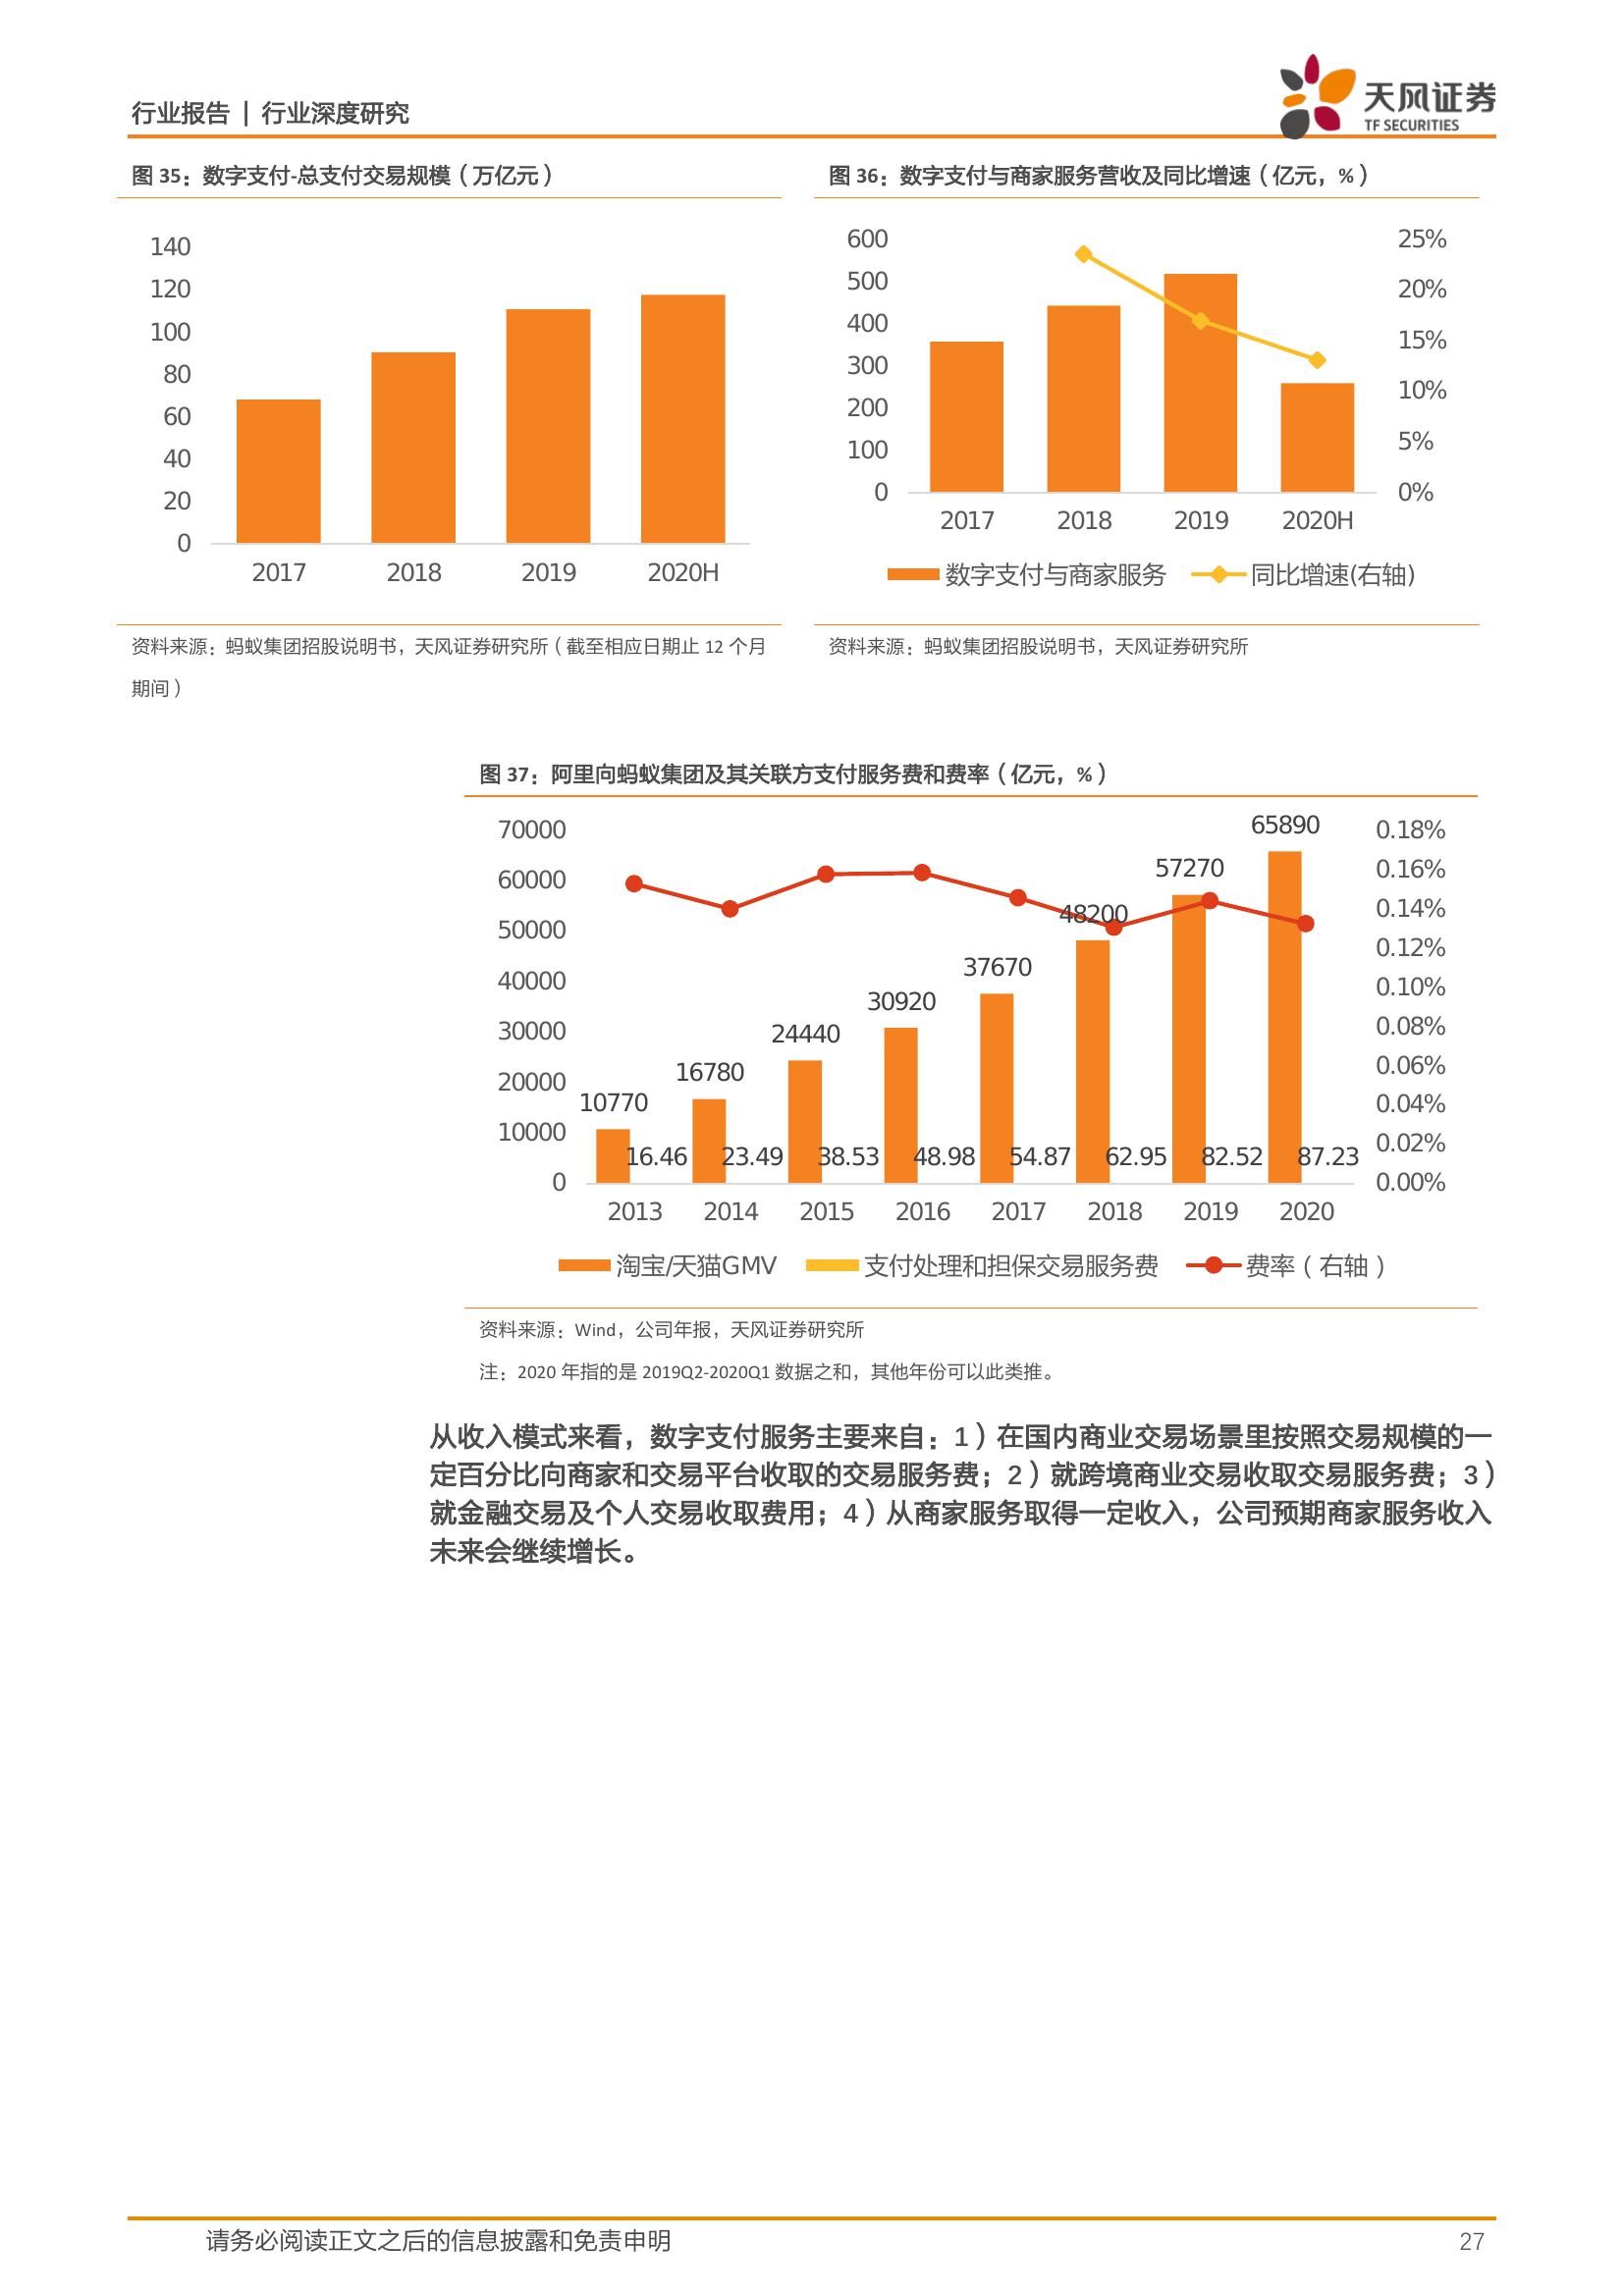 行业报告 | 行业深度研究
天风证券
TF SECURITIES
图 35：数字支付-总支付交易规模（万亿元）
140
120
100
80
60
40
20
0
2017 2018 2019 2020H
资料来源：蚂蚁集团招股说明书，天风证券研究所（截至相应日期止 12 个月
期间）
图 36：数字支付与商家服务营收及同比增速（亿元，%）
600 25%
500 20%
400 15%
300 10%
200 5%
100 0%
0
2017 2018 2019 2020H
数字支付与商家服务 同比增速(右轴)
资料来源：蚂蚁集团招股说明书，天风证券研究所
图 37：阿里向蚂蚁集团及其关联方支付服务费和费率（亿元，%）
70000
60000
50000
40000
30000
20000
10000
0
10770 16780 24440 30920 37670 48200 57270 65890
16.46 23.49 38.53 48.98 54.87 62.95 82.52 87.23
0.18%
0.16%
0.14%
0.12%
0.10%
0.08%
0.06%
0.04%
0.02%
0.00%
2013 2014 2015 2016 2017 2018 2019 2020
淘宝/天猫GMV 支付处理和担保交易服务费 费率（右轴）
资料来源：Wind，公司年报，天风证券研究所
注：2020 年指的是 2019Q2-2020Q1 数据之和，其他年份可以此类推。
从收入模式来看，数字支付服务主要来自：1）在国内商业交易场景里按照交易规模的一
定百分比向商家和交易平台收取的交易服务费；2）就跨境商业交易收取交易服务费；3）
就金融交易及个人交易收取费用；4）从商家服务取得一定收入，公司预期商家服务收入
未来会继续增长。
请务必阅读正文之后的信息披露和免责申明 27